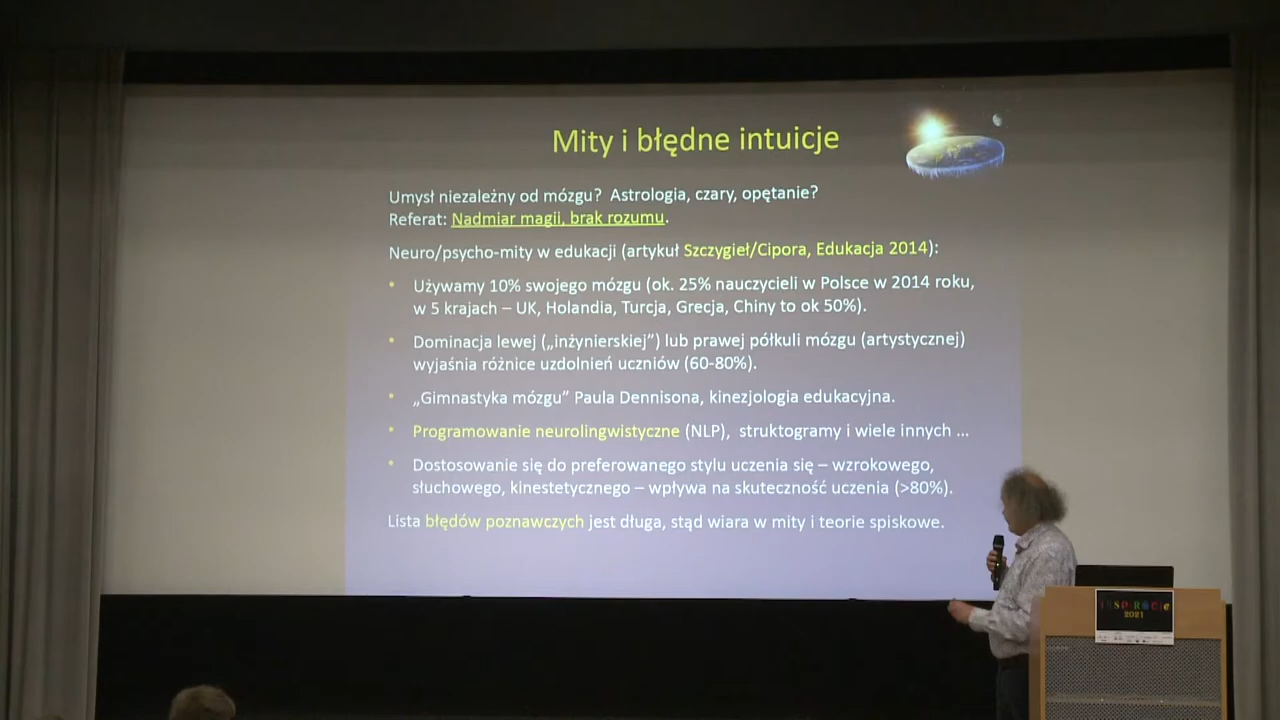 Mity i błędne intuicje
Umysł niezależny od mózgu? Astrologia, czary, opętanie?
Referat: Nadmiar magii, brak rozumu.
Neuro/psycho-mity w edukacji (artykuł Szczygieł/Cipora, Edukacja 2014):
• Używamy 10% swojego mózgu (ok. 25% nauczycieli w Polsce w 2014 roku,
w 5 krajach – UK, Holandia, Turcja, Grecja, Chiny to ok 50%).
• Dominacja lewej („inżynierskiej”) lub prawej półkuli mózgu (artystycznej)
wyjaśnia różnice uzdolnień uczniów (60-80%).
• „Gimnastyka mózgu” Paula Dennisona, kinezjologia edukacyjna.
• Programowanie neurolingwistyczne (NLP), struktogramy i wiele innych ...
• Dostosowanie się do preferowanego stylu uczenia się – wzrokowego,
słuchowego, kinestetycznego – wpływa na skuteczność uczenia (>80%).
Lista błędów poznawczych jest długa, stąd wiara w mity i teorie spiskowe.
INSPIRACJE
2021